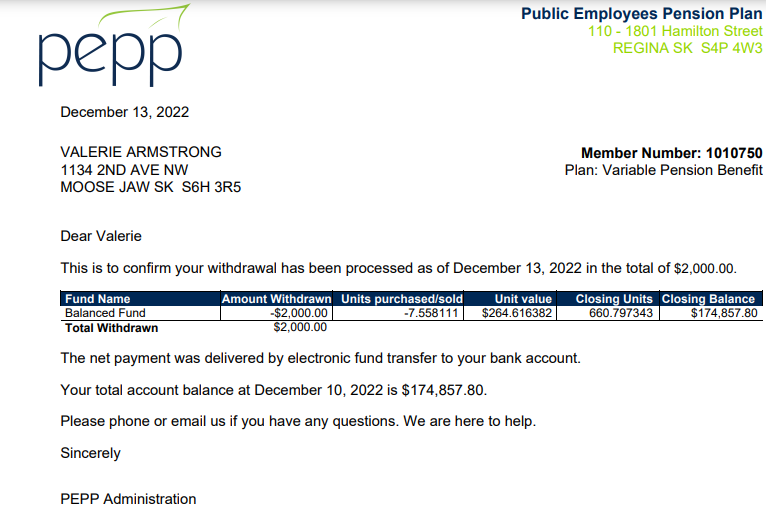 pepp
Public Employees Pension Plan
110 - 1801 Hamilton Street
REGINA SK S4P 4W3
December 13, 2022
VALERIE ARMSTRONG
1134 2ND AVE NW
MOOSE JAW SK S6H 3R5
Member Number: 1010750
Plan: Variable Pension Benefit
Dear Valerie
This is to confirm your withdrawal has been processed as of December 13, 2022 in the total of $2,000.00.
Fund Name Amount Withdrawn Units purchased/sold Unit value Closing Units Closing Balance
Balanced Fund -$2,000.00 -7.558111 $264.616382 660.797343 $174,857.80
Total Withdrawn $2,000.00
The net payment was delivered by electronic fund transfer to your bank account.
Your total account balance at December 10, 2022 is $174,857.80.
Please phone or email us if you have any questions. We are here to help.
Sincerely
PEPP Administration